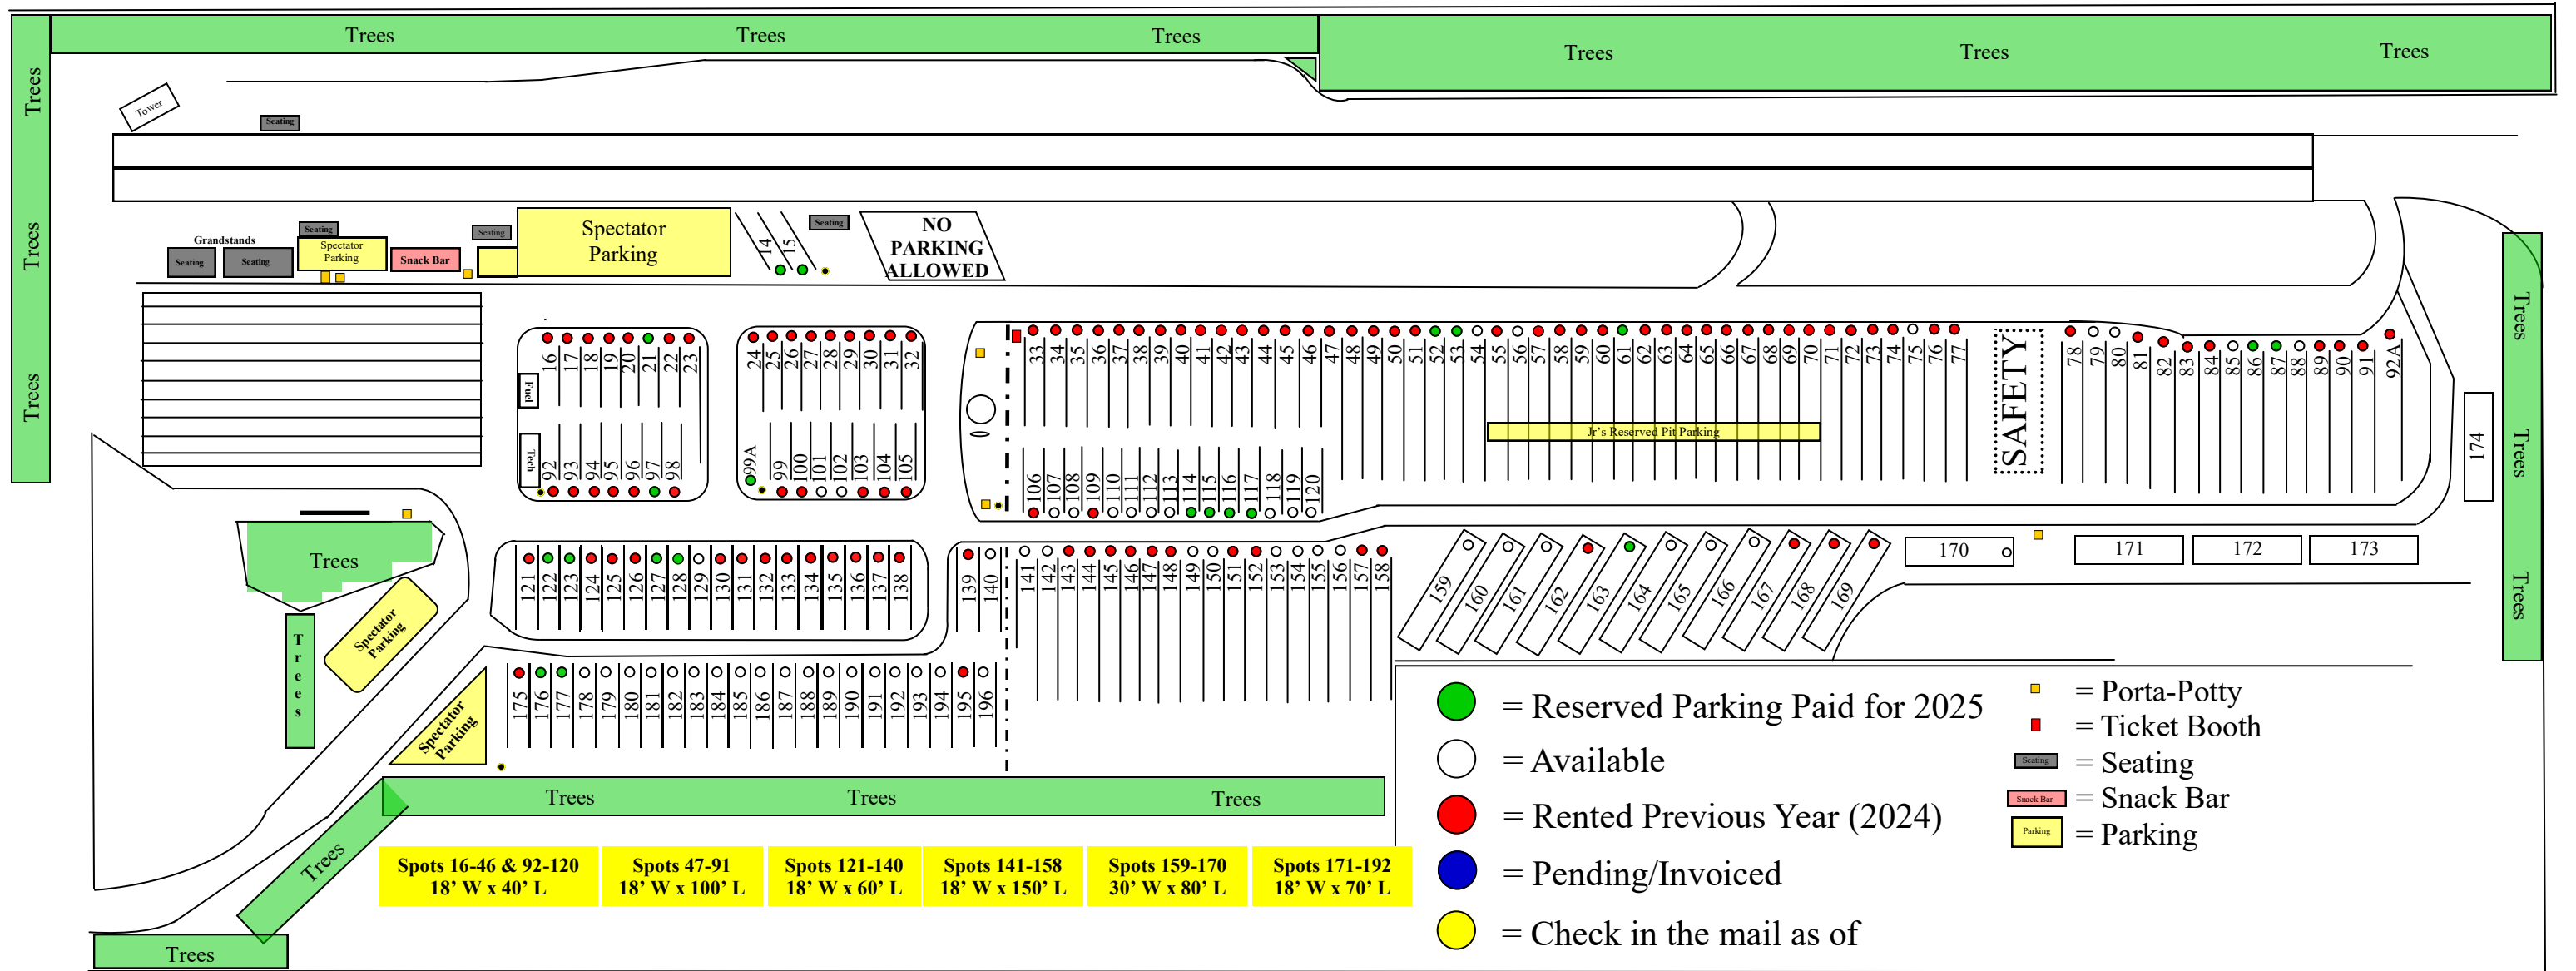 Trees Trees Trees Trees Trees Trees
Trees
Trees
Trees
Tower
Seating
Grandstands
Seating
Seating
Seating
Spectator
Parking
Snack Bar
Seating
Spectator
Parking
14 15
Seating
NO
PARKING
ALLOWED
16 17 18 19 20 21 22 23
24 25 26 27 28 29 30 31 32
33 34 35 36 37 38 39 40 41 42 43 44 45 46 47 48 49 50 51 52 53 54 55 56 57 58 59 60 61 62 63 64 65 66 67 68 69 70 71 72 73 74 75 76 77
SAFETY
78 79 80 81 82 83 84 85 86 87 88 89 90 91 92A
Trees
Trees
Trees
174
Fuel
Tech
Jr's Reserved Pit Parking
92 93 94 95 96 97 98
99A 99 100 101 102 103 104 105
106 107 108 109 110 111 112 113 114 115 116 117 118 119 120
Trees
121 122 123 124 125 126 127 128 129 130 131 132 133 134 135 136 137 138
139 140 141 142 143 144 145 146 147 148 149 150 151 152 153 154 155 156 157 158
159 160 161 162 163 164 165 166 167 168 169
170 171 172 173
Spectator
Parking
Trees
Spectator
Parking
175 176 177 178 179 180 181 182 183 184 185 186 187 188 189 190 191 192 193 194 195 196
Trees Trees Trees
Trees
Trees
Spots 16-46 & 92-120
18' W x 40' L
Spots 47-91
18' W x 100' L
Spots 121-140
18' W x 60' L
Spots 141-158
18' W x 150' L
Spots 159-170
30' W x 80' L
Spots 171-192
18' W x 70' L
= Reserved Parking Paid for 2025
= Available
= Rented Previous Year (2024)
= Pending/Invoiced
= Check in the mail as of
= Porta-Potty
= Ticket Booth
Seating = Seating
Snack Bar = Snack Bar
Parking = Parking